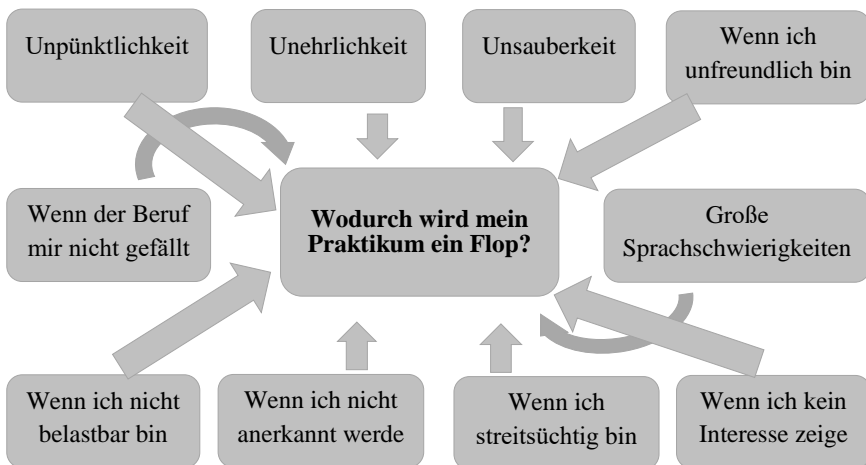 Unpünktlichkeit
Unehrlichkeit
Unsauberkeit
Wenn ich
unfreundlich bin
Wenn der Beruf
mir nicht gefällt
Wodurch wird mein
Praktikum ein Flop?
Große
Sprachschwierigkeiten
Wenn ich nicht
belastbar bin
Wenn ich nicht
anerkannt werde
Wenn ich
streitsüchtig bin
Wenn ich kein
Interesse zeige